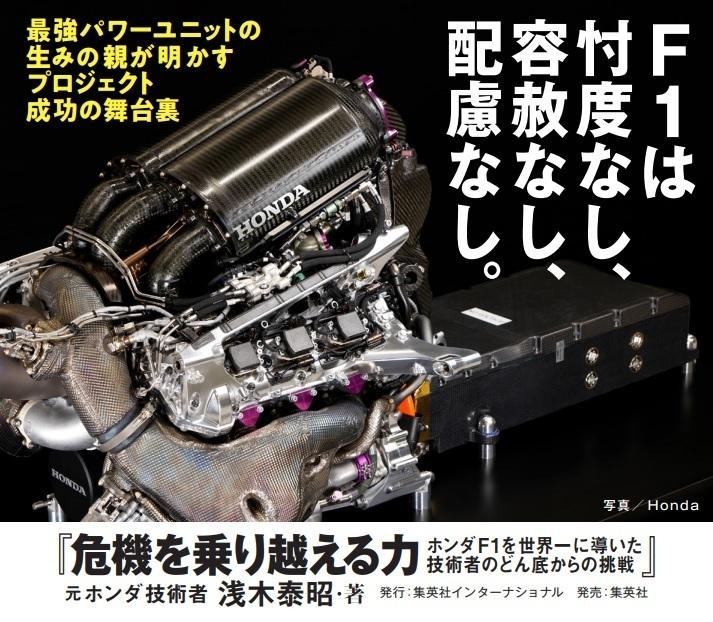 最強パワーユニットの
生みの親が明かす
プロジェクト
成功の舞台裏
F1は
忖度なし、
容赦なし、
配慮なし。
HONDA
HONDA
写真/Honda
『危機を乗り越える力 ホンダF1を世界一に導いた
技術者のどん底からの挑戦』
元ホンダ技術者 浅木泰昭・著 発行:集英社インターナショナル 発売:集英社